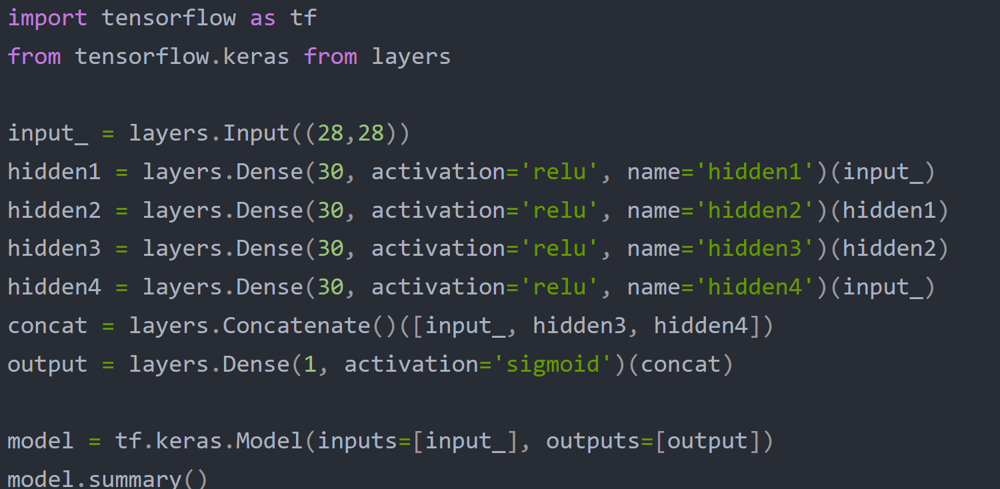 import tensorflow as tf
from tensorflow.keras from layers
input_ = layers.Input((28,28))
hidden1 = layers.Dense(30, activation='relu', name='hidden1')(input_)
hidden2 = layers.Dense(30, activation='relu', name='hidden2')(hidden1)
hidden3 = layers.Dense(30, activation='relu', name='hidden3')(hidden2)
hidden4 = layers.Dense(30, activation='relu', name='hidden4')(input_)
concat = layers.Concatenate()([input_, hidden3, hidden4])
output = layers.Dense(1, activation='sigmoid')(concat)
model = tf.keras.Model(inputs=[input_], outputs=[output])
model.summary()